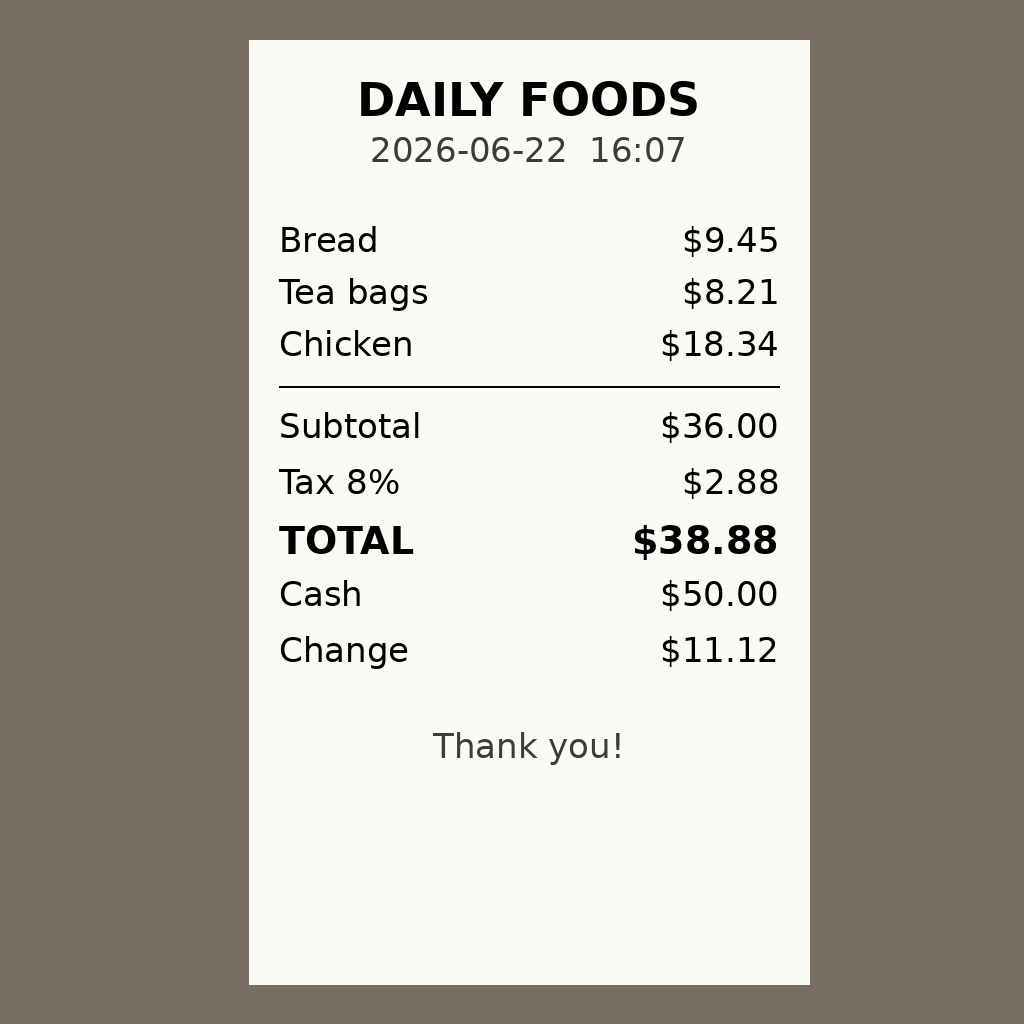 DAILY FOODS
2026-06-22  16:07
Bread $9.45
Tea bags $8.21
Chicken $18.34
Subtotal $36.00
Tax 8% $2.88
TOTAL $38.88
Cash $50.00
Change $11.12
Thank you!